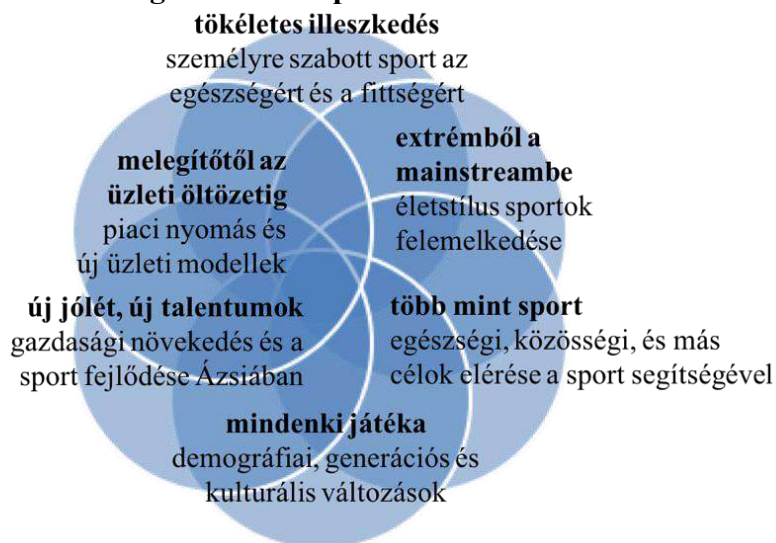 tökéletes illeszkedés
személyre szabott sport az
egészségért és a fittségért
extrémből a
mainstreambe
életstílus sportok
felemelkedése
melegítőtől az
üzleti öltözetig
piaci nyomás és
új üzleti modellek
több mint sport
egészségi, közösségi, és más
célok elérése a sport segítségével
új jólét, új talentumok
gazdasági növekedés és a
sport fejlődése Ázsiában
mindenki játéka
demográfiai, generációs és
kulturális változások